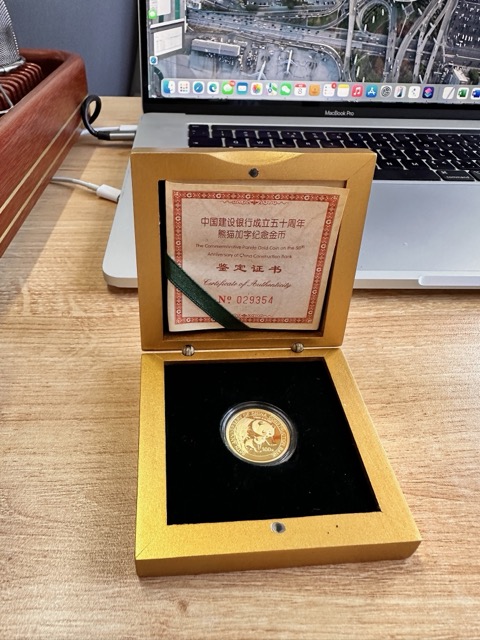 MacBook Pro
中国建设银行成立五十周年
熊猫加字纪念金币
The Commemorative Panda Gold Coin on the 50th
Anniversary of China Construction Bank
鉴定证书
Certificate of Authenticity
No 029354